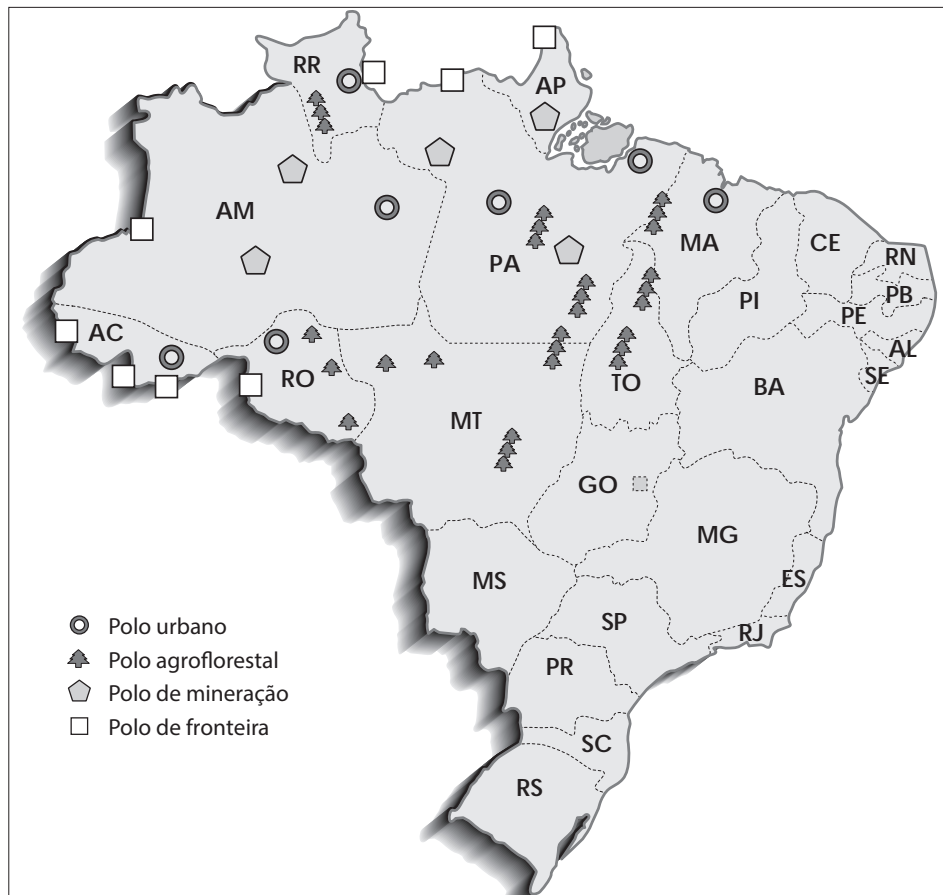 RR
AP
AM
PA
MA
CE
RN
PB
PE
PI
AL
SE
AC
RO
TO
BA
MT
GO
MG
ES
MS
SP
RJ
PR
SC
RS
Polo urbano
Polo agroflorestal
Polo de mineração
Polo de fronteira